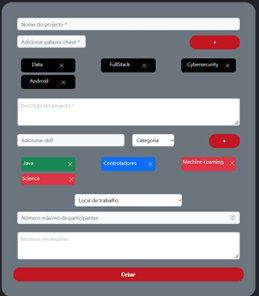 Nome do projecto *
Adicionar palavra-chave * +
Data × FullStack × Cybersecurity ×
Android ×
Descrição do projecto *
Adicionar skill Categoria +
Java × Controladores × Machine Learning ×
Science ×
Local de trabalho
Número máximo de participantes
Recursos necessários
Criar